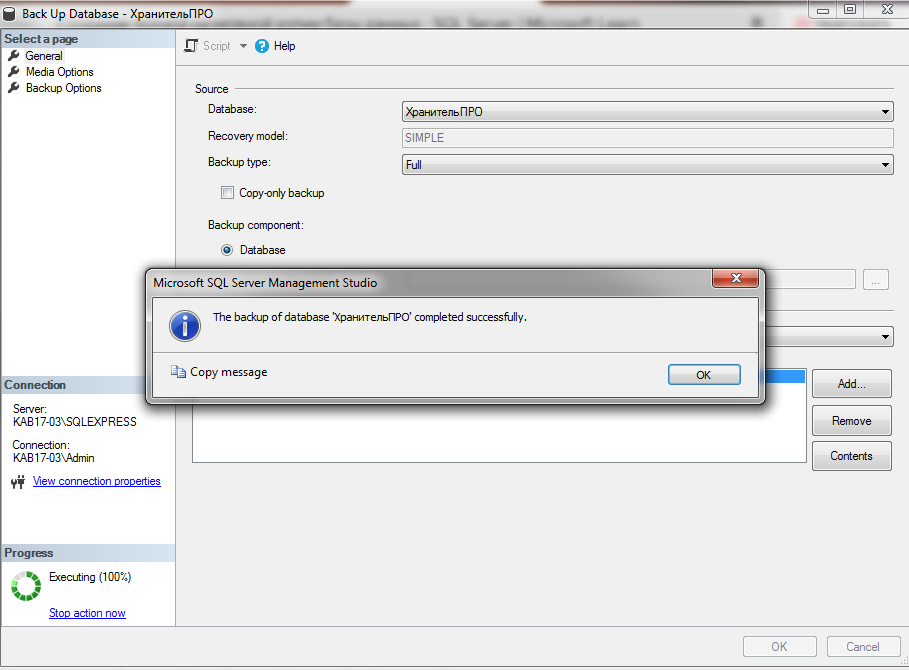 Back Up Database - ХранительПРО
Select a page
General
Media Options
Backup Options
Script
Help
Source
Database:
ХранительПРО
Recovery model:
SIMPLE
Backup type:
Full
Copy-only backup
Backup component:
Database
...
Microsoft SQL Server Management Studio
The backup of database 'ХранительПРО' completed successfully.
Copy message
OK
Add...
Remove
Contents
Connection
Server:
KAB17-03\SQLEXPRESS
Connection:
KAB17-03\Admin
View connection properties
Progress
Executing (100%)
Stop action now
OK
Cancel